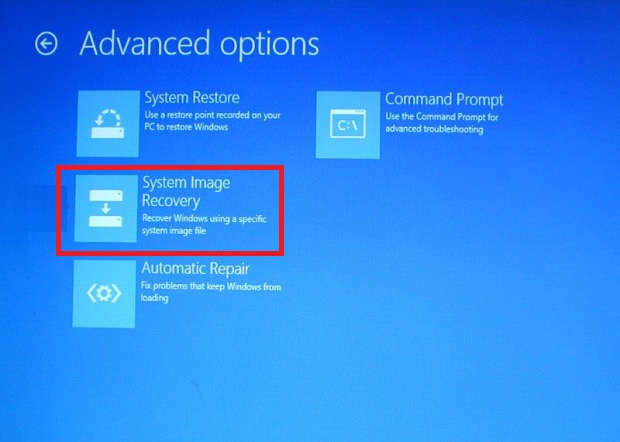 Advanced options
System Restore
Use a restore point recorded on your
PC to restore Windows
Command Prompt
Use the Command Prompt for
advanced troubleshooting
C:\
System Image
Recovery
Recover Windows using a specific
system image file
Automatic Repair
Fix problems that keep Windows from
loading